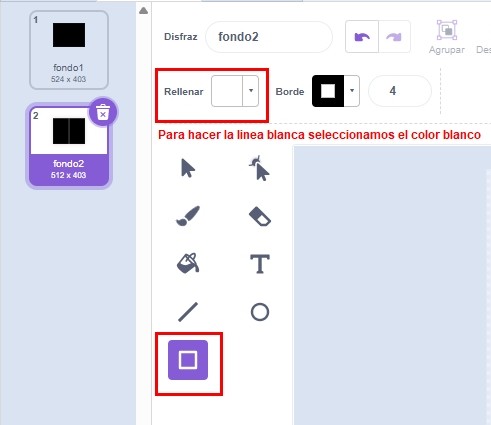 1
fondo1
524 x 403
2
fondo2
512 x 403
Disfraz
fondo2
Agrupar
Des
Rellenar
Borde
4
Para hacer la linea blanca seleccionamos el color blanco
T